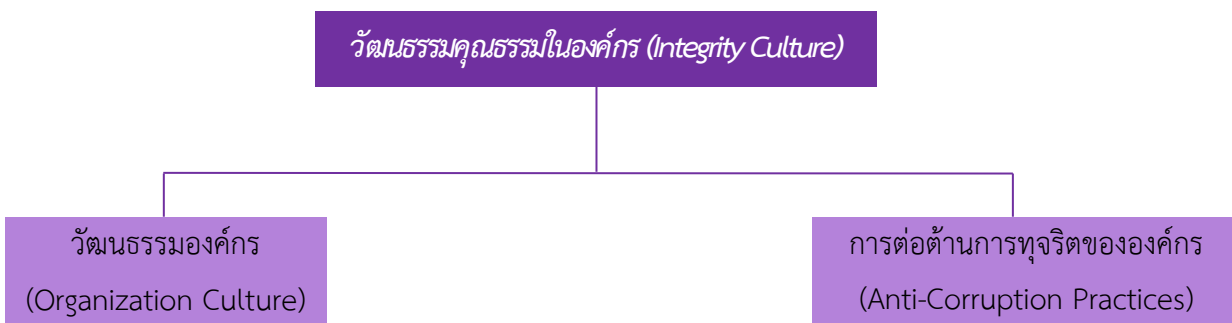 วัฒนธรรมคุณธรรมในองค์กร (Integrity Culture)
วัฒนธรรมองค์กร
(Organization Culture)
การต่อต้านการทุจริตขององค์กร
(Anti-Corruption Practices)